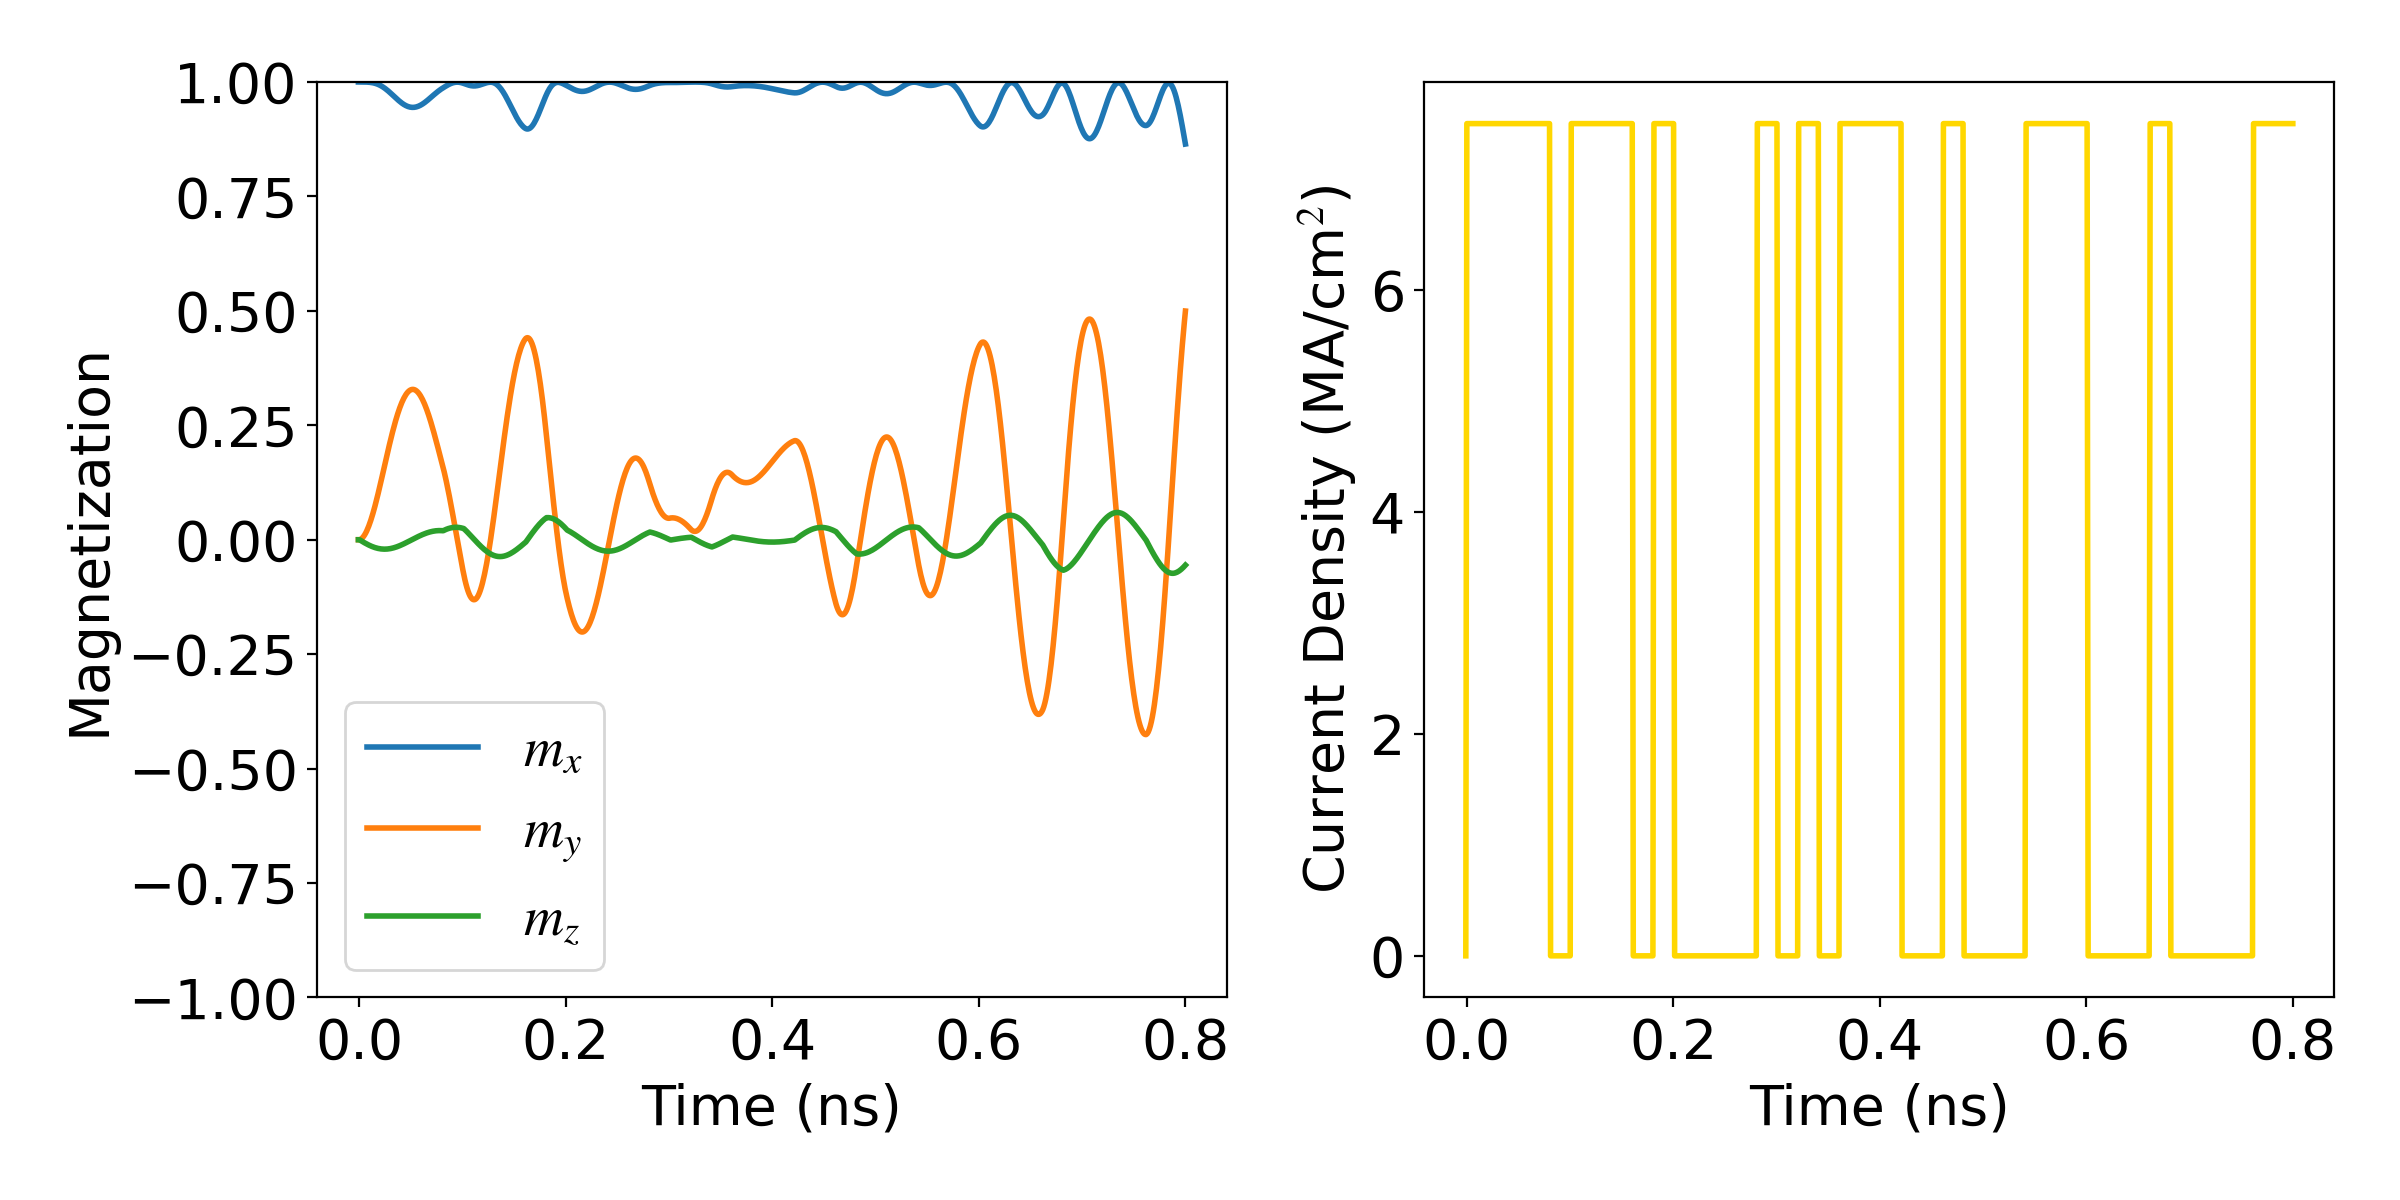 Magnetization
1.00
0.75
0.50
0.25
0.00
−0.25
−0.50
−0.75
−1.00
m_x
m_y
m_z
0.0 0.2 0.4 0.6 0.8
Time (ns)
Current Density (MA/cm²)
6
4
2
0
0.0 0.2 0.4 0.6 0.8
Time (ns)